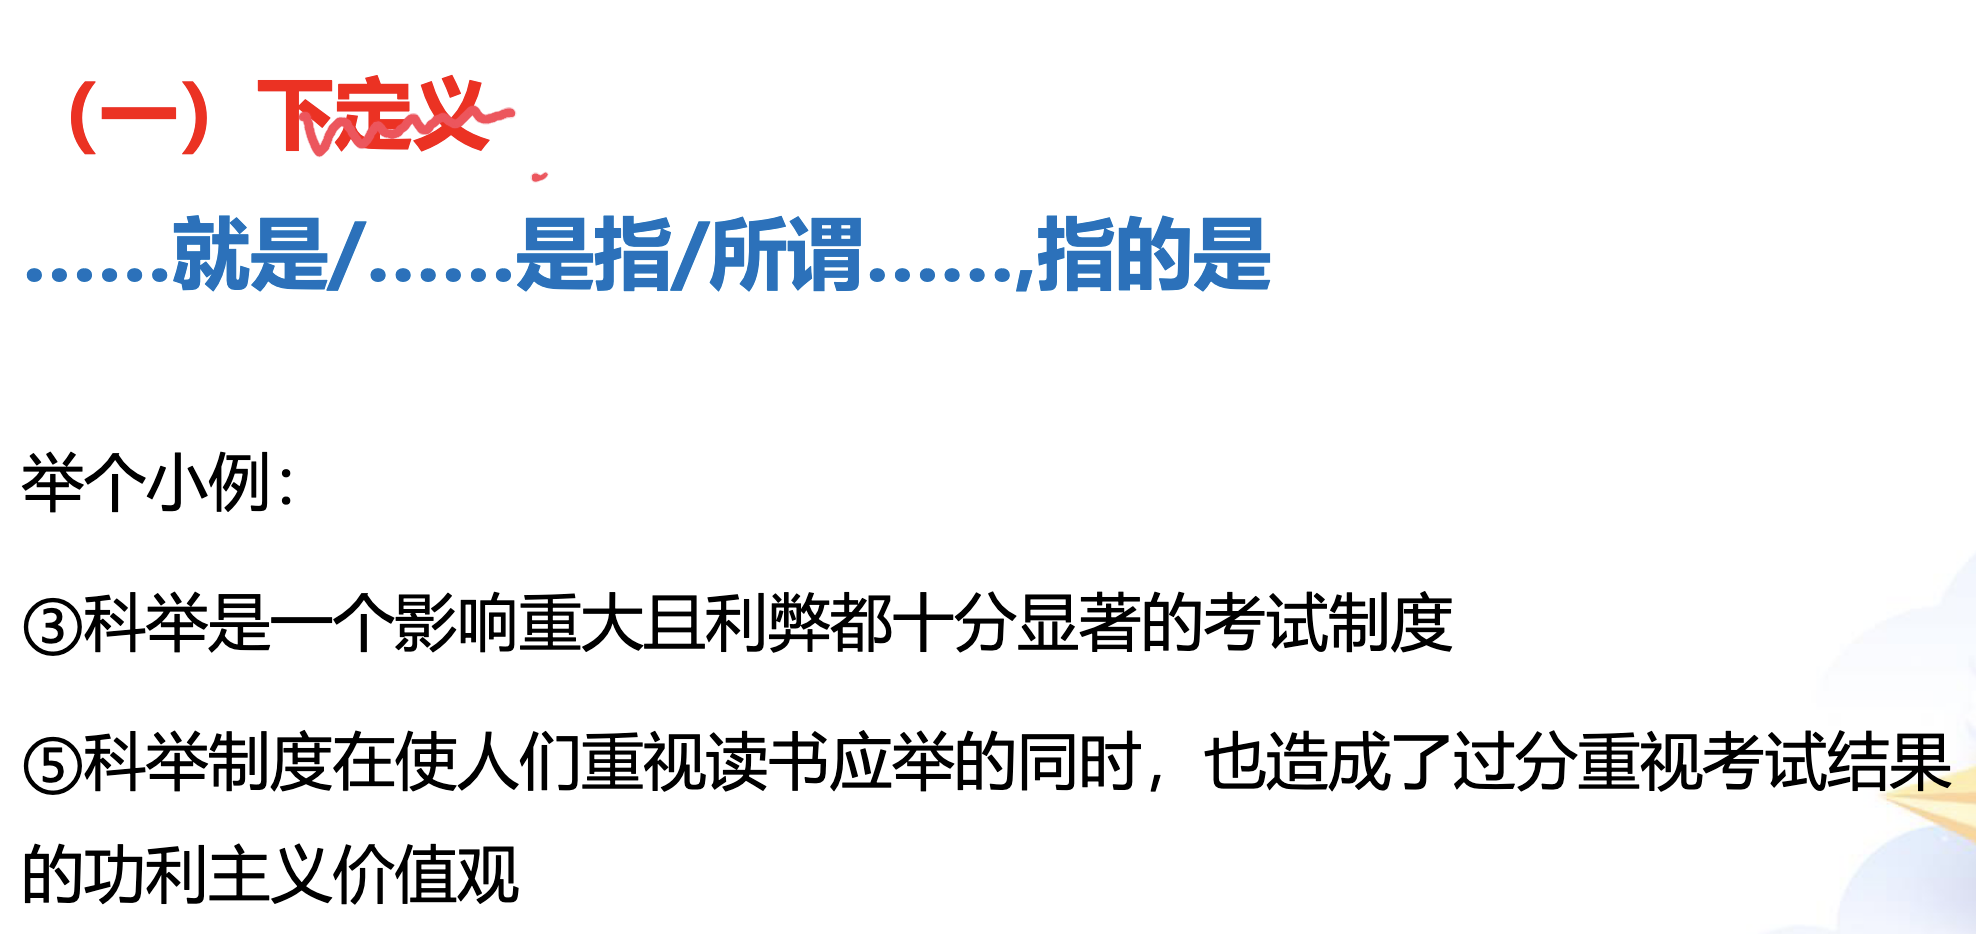 （一）下定义
......就是/......是指/所谓......,指的是
举个小例：
③科举是一个影响重大且利弊都十分显著的考试制度
⑤科举制度在使人们重视读书应举的同时，也造成了过分重视考试结果
的功利主义价值观